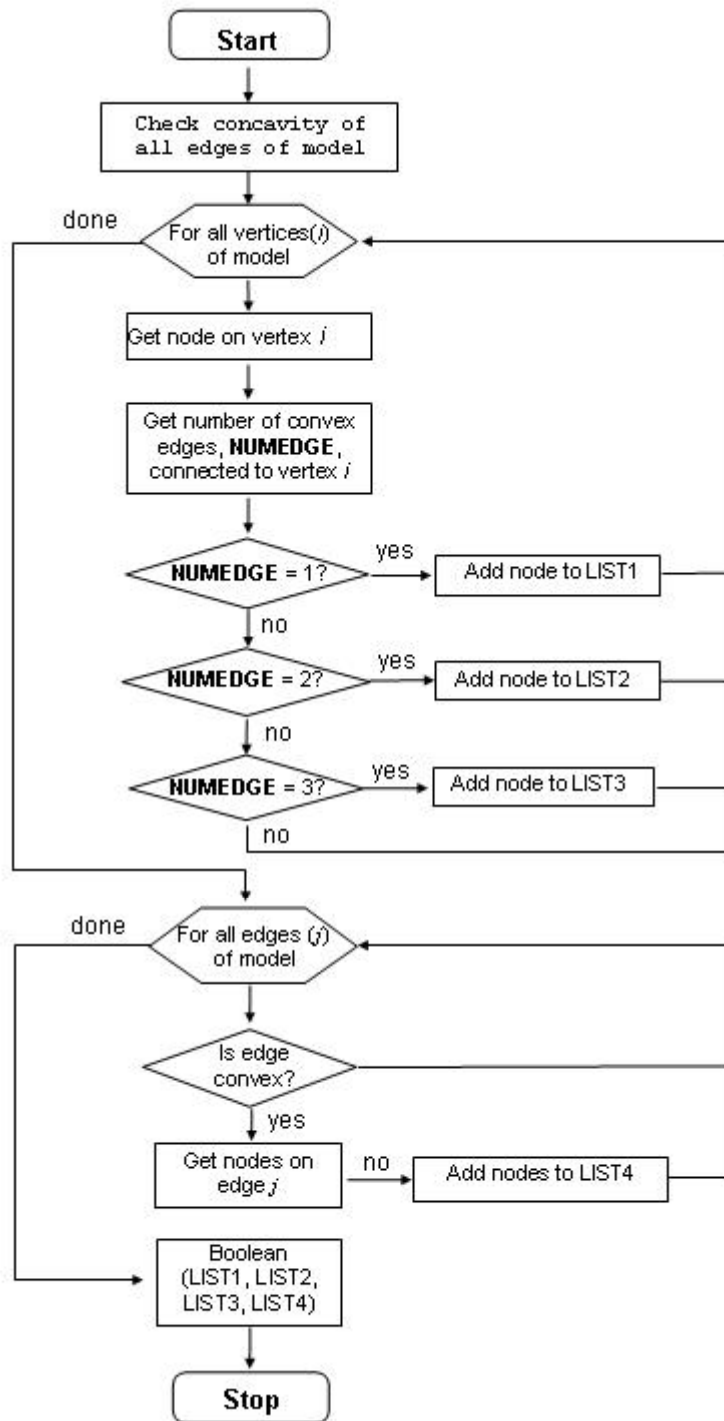 Start
Check concavity of
all edges of model
done
For all vertices(i)
of model
Get node on vertex i
Get number of convex
edges, NUMEDGE,
connected to vertex i
NUMEDGE = 1?
yes
Add node to LIST1
no
NUMEDGE = 2?
yes
Add node to LIST2
no
NUMEDGE = 3?
yes
Add node to LIST3
no
done
For all edges (j)
of model
Is edge
convex?
yes
Get nodes on
edge j
no
Add nodes to LIST4
Boolean
(LIST1, LIST2,
LIST3, LIST4)
Stop